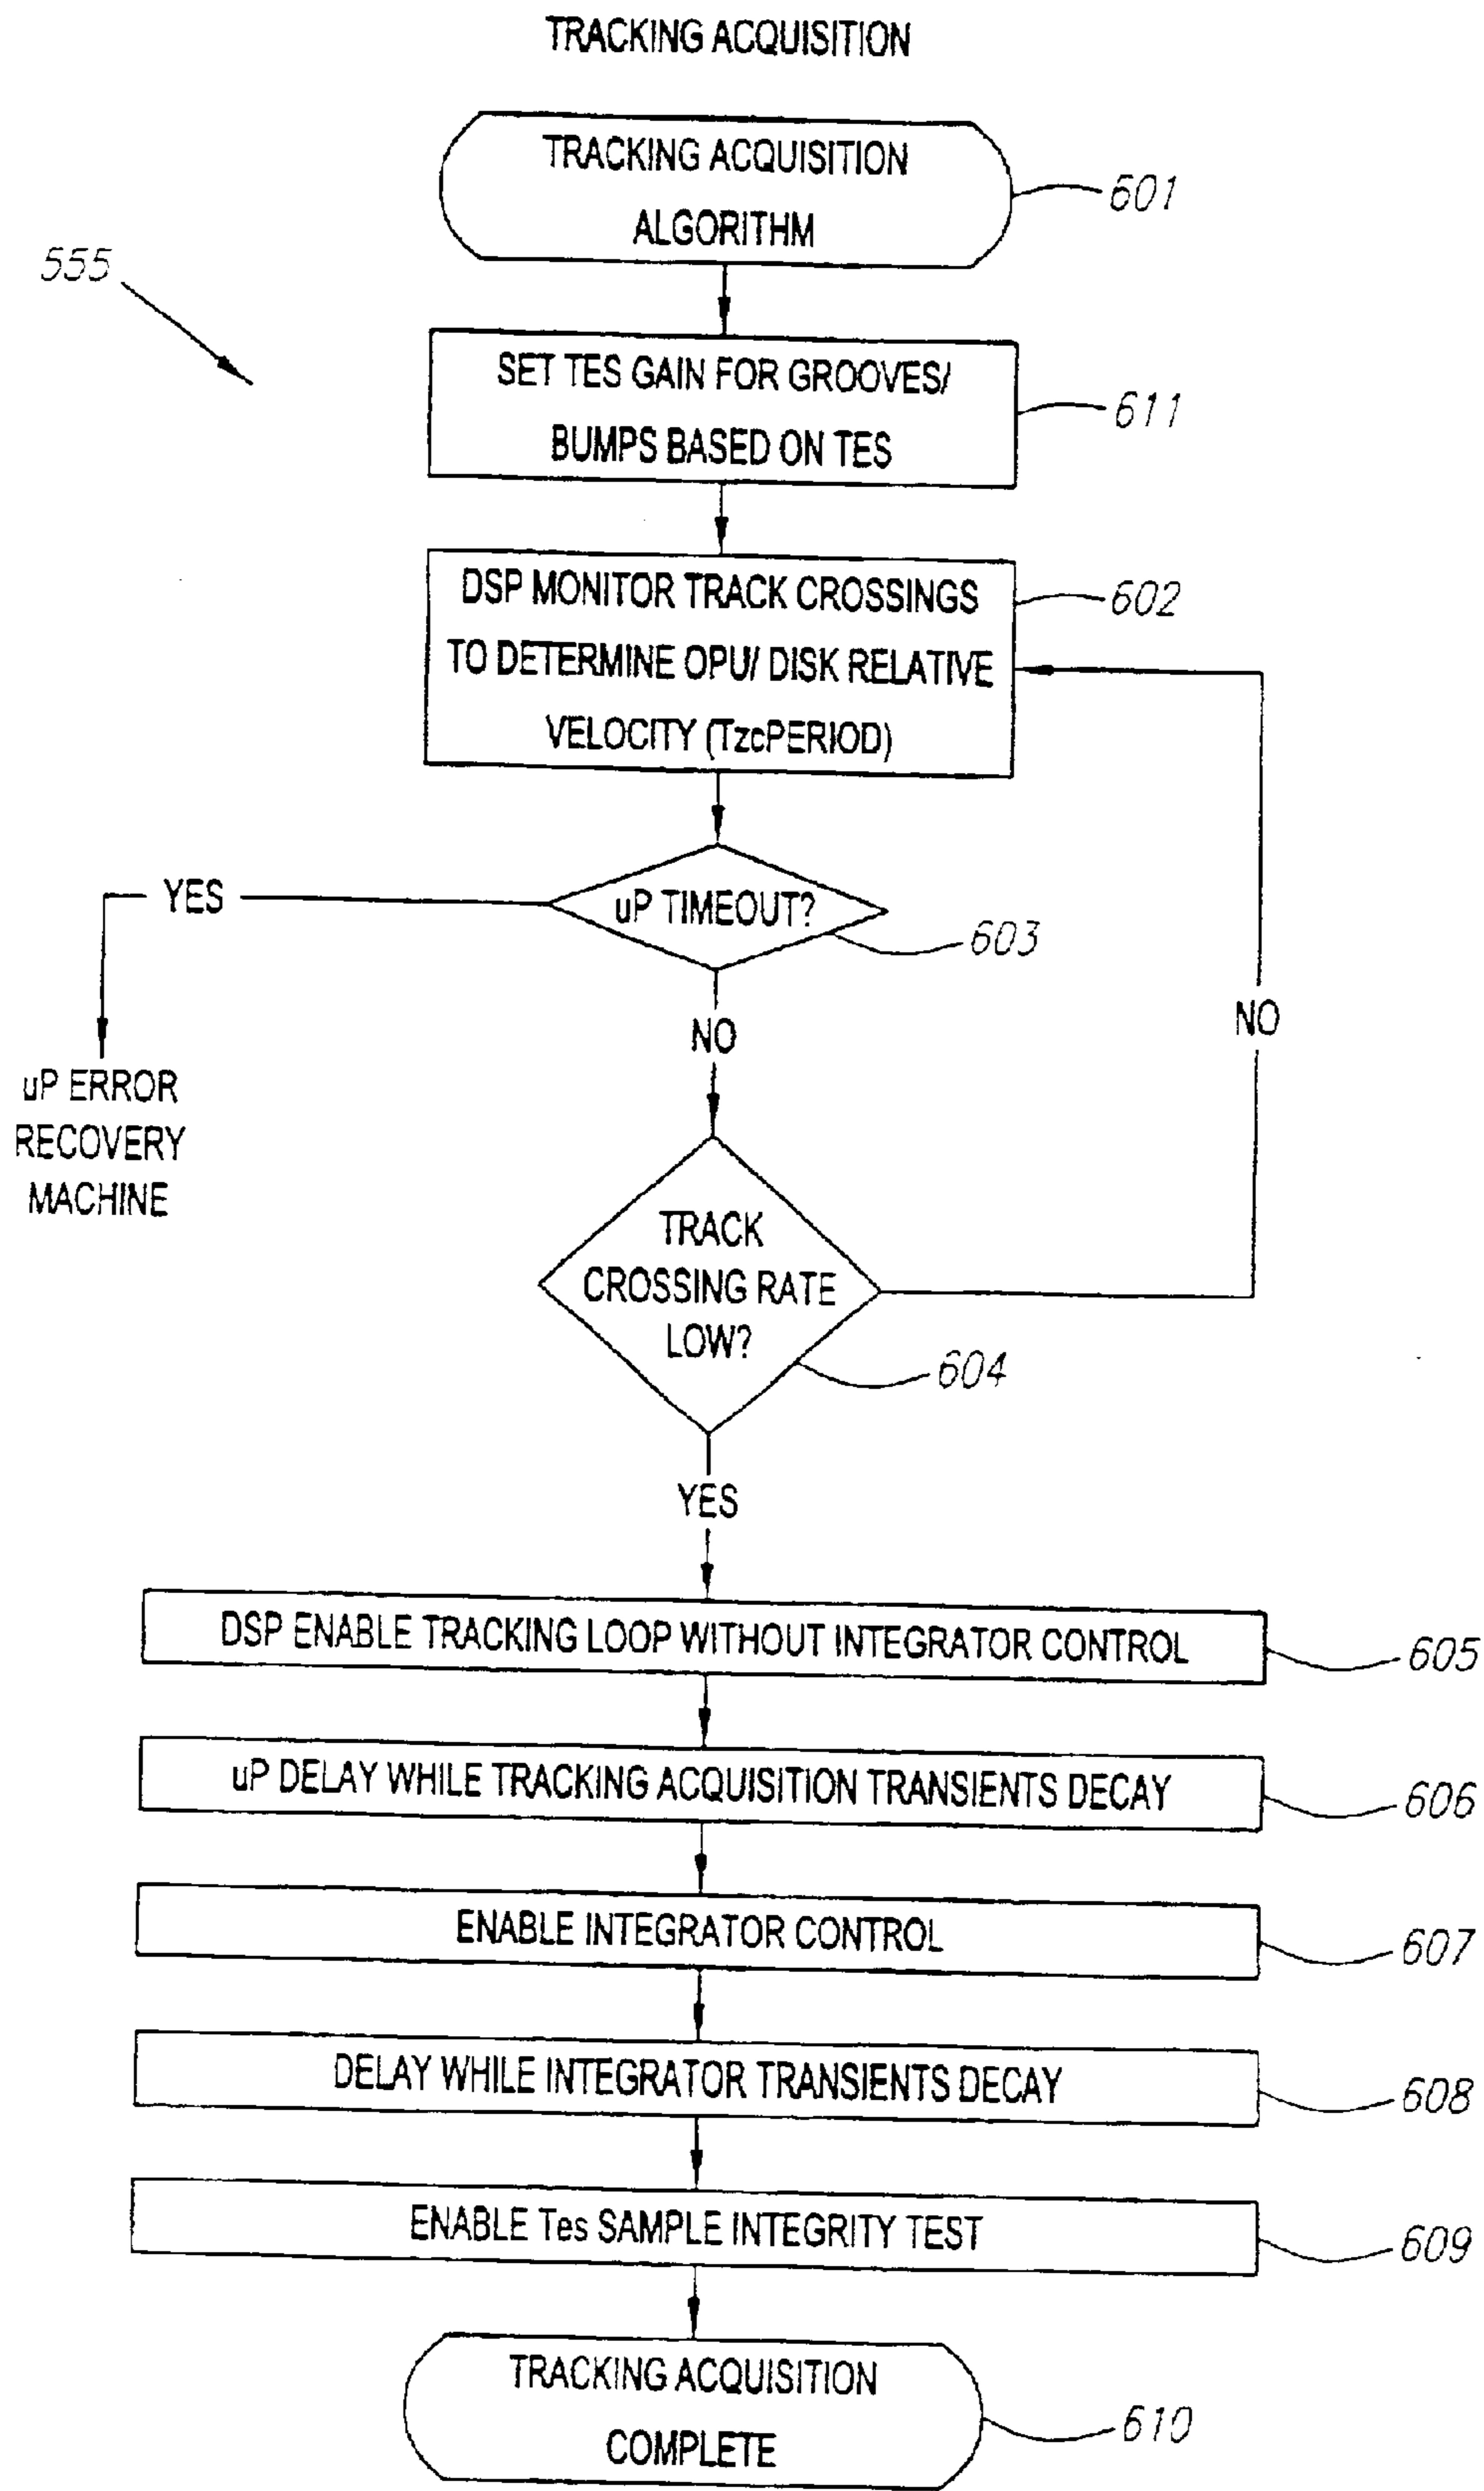 TRACKING ACQUISITION
TRACKING ACQUISITION
ALGORITHM
601
555
SET TES GAIN FOR GROOVES/
BUMPS BASED ON TES
611
DSP MONITOR TRACK CROSSINGS
TO DETERMINE OPU/ DISK RELATIVE
VELOCITY (TzcPERIOD)
602
YES
uP TIMEOUT?
603
NO
NO
uP ERROR
RECOVERY
MACHINE
TRACK
CROSSING RATE
LOW?
604
YES
DSP ENABLE TRACKING LOOP WITHOUT INTEGRATOR CONTROL
605
uP DELAY WHILE TRACKING ACQUISITION TRANSIENTS DECAY
606
ENABLE INTEGRATOR CONTROL
607
DELAY WHILE INTEGRATOR TRANSIENTS DECAY
608
ENABLE Tes SAMPLE INTEGRITY TEST
609
TRACKING ACQUISITION
COMPLETE
610